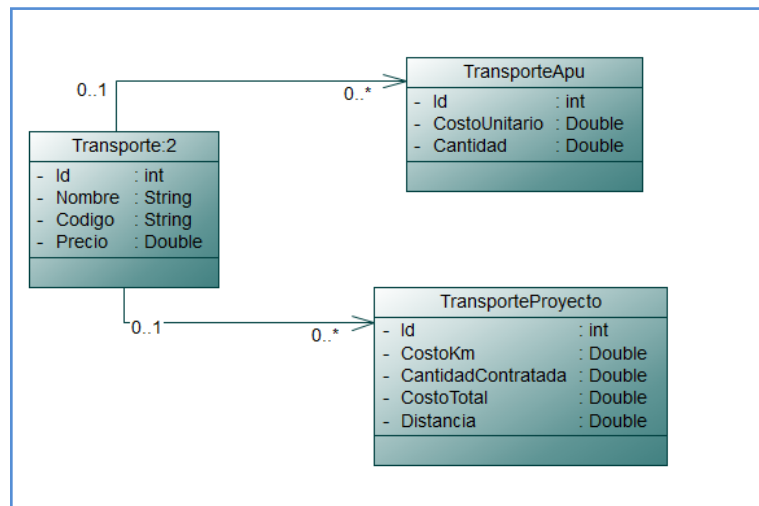 TransporteApu
- Id : int
- CostoUnitario : Double
- Cantidad : Double
0..1
0..*
Transporte:2
- Id : int
- Nombre : String
- Codigo : String
- Precio : Double
0..1
0..*
TransporteProyecto
- Id : int
- CostoKm : Double
- CantidadContratada : Double
- CostoTotal : Double
- Distancia : Double